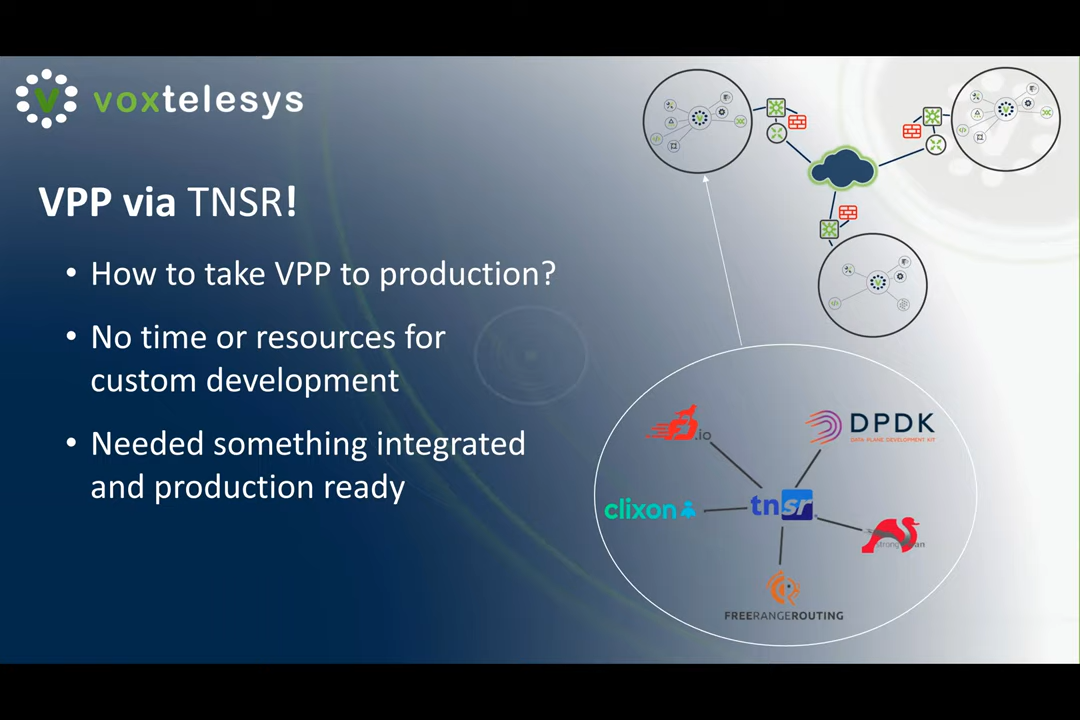 voxtelesys
VPP via TNSR!
• How to take VPP to production?
• No time or resources for
custom development
• Needed something integrated
and production ready
.io
DPDK
DATA PLANE DEVELOPMENT KIT
clixon
tnsr
strongswan
FREERANGEROUTING